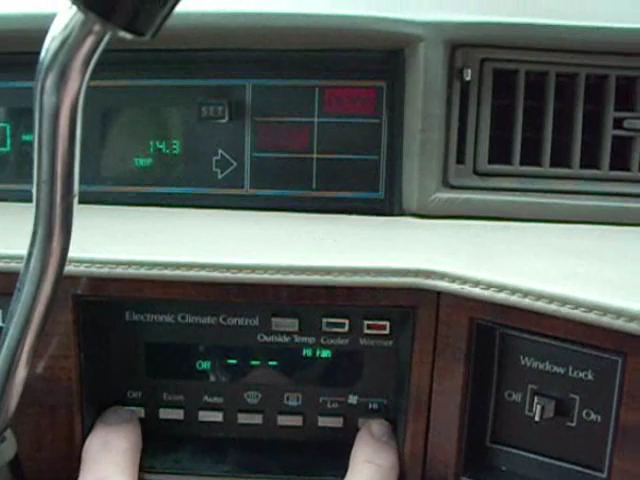 SET
14.3
TRIP
Electronic Climate Control
Outside Temp Cooler Warmer
Hi Fan
Off - - -
Off Econ Auto Lo Hi
Window Lock
Off On